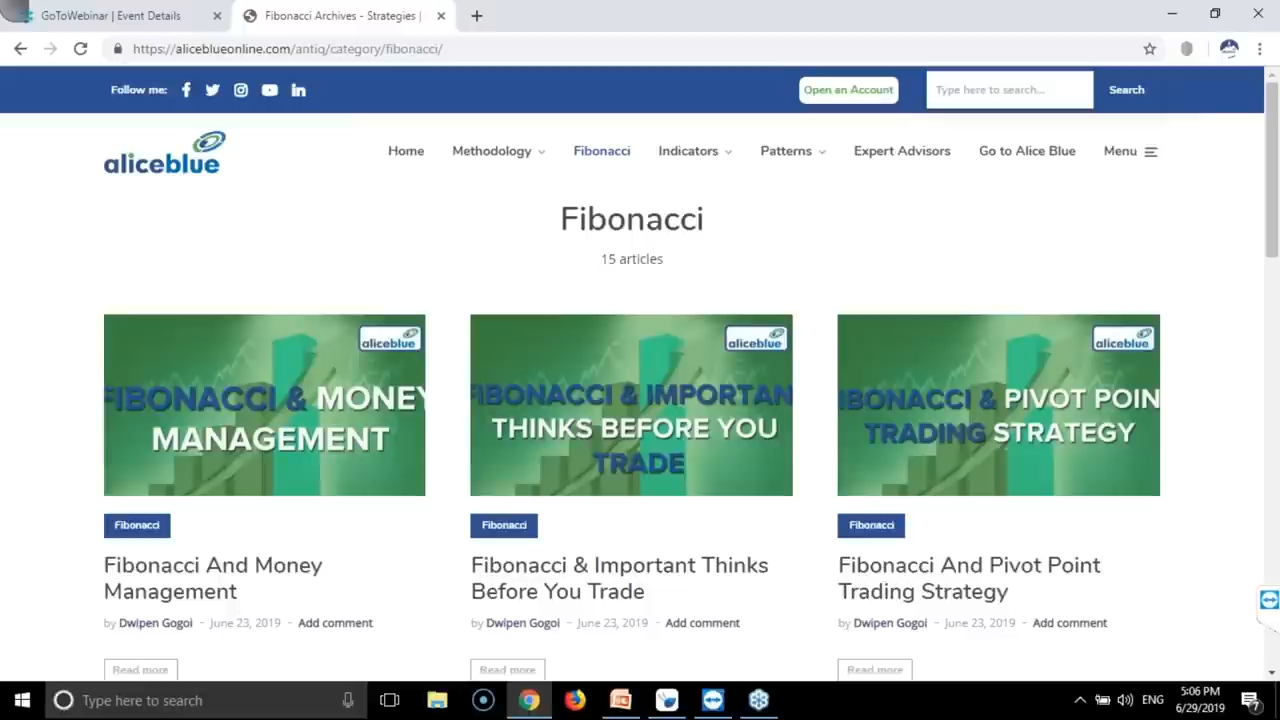 GoToWebinar | Event Details
Fibonacci Archives - Strategies |
https://aliceblueonline.com/antiq/category/fibonacci/
Follow me:
Open an Account
Type here to search...
Search
aliceblue
Home
Methodology
Fibonacci
Indicators
Patterns
Expert Advisors
Go to Alice Blue
Menu
Fibonacci
15 articles
aliceblue
FIBONACCI & MONEY
MANAGEMENT
aliceblue
FIBONACCI & IMPORTAN
THINKS BEFORE YOU
TRADE
aliceblue
IBONACCI & PIVOT POIN
TRADING STRATEGY
Fibonacci
Fibonacci
Fibonacci
Fibonacci And Money
Management
by Dwipen Gogoi - June 23, 2019 - Add comment
Read more
Fibonacci & Important Thinks
Before You Trade
by Dwipen Gogoi - June 23, 2019 - Add comment
Read more
Fibonacci And Pivot Point
Trading Strategy
by Dwipen Gogoi - June 23, 2019 - Add comment
Read more
Type here to search
ENG
5:06 PM
6/29/2019
7